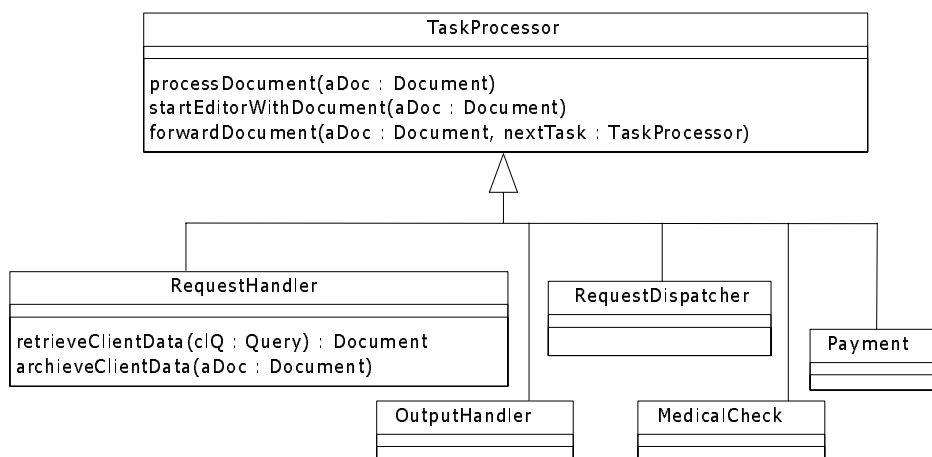 TaskProcessor
processDocument(aDoc : Document)
startEditorWithDocument(aDoc : Document)
forwardDocument(aDoc : Document, nextTask : TaskProcessor)
RequestHandler
retrieveClientData(clQ : Query) : Document
archieveClientData(aDoc : Document)
RequestDispatcher
Payment
OutputHandler
MedicalCheck